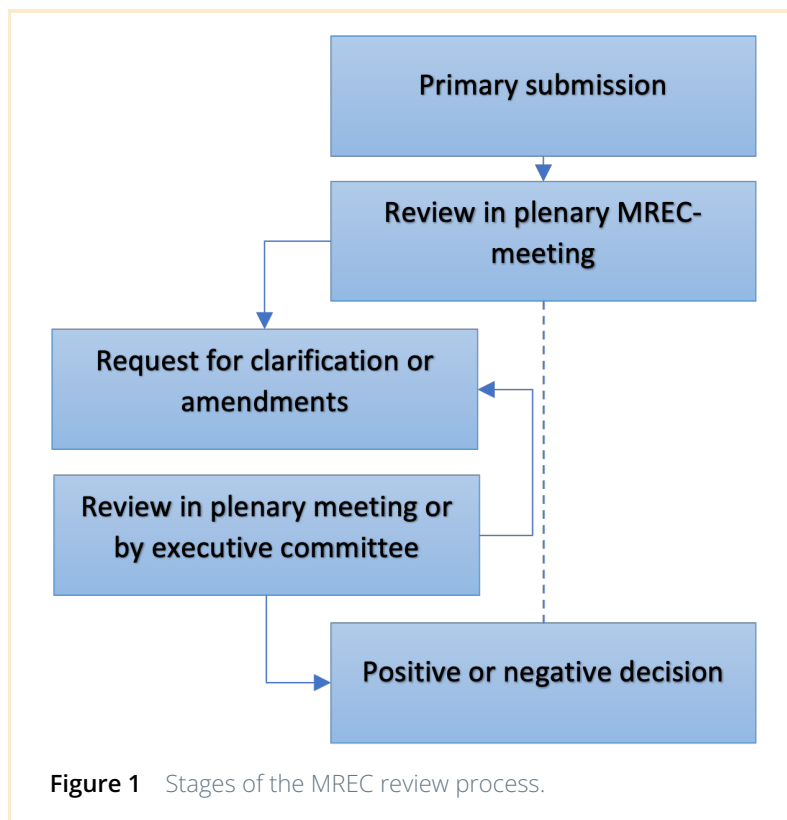 Primary submission
Review in plenary MREC-
meeting
Request for clarification or
amendments
Review in plenary meeting or
by executive committee
Positive or negative decision
Figure 1 Stages of the MREC review process.